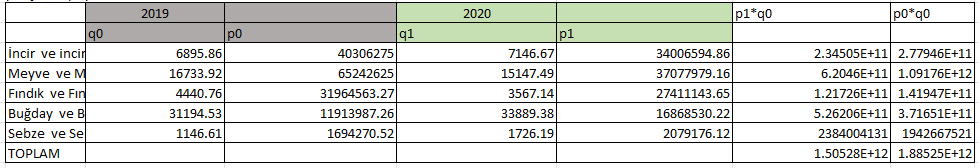 2019 2020 p1*q0 p0*q0
q0 p0 q1 p1
İncir ve incir 6895.86 40306275 7146.67 34006594.86 2.34505E+11 2.77946E+11
Meyve ve M 16733.92 65242625 15147.49 37077979.16 6.2046E+11 1.09176E+12
Fındık ve Fın 4440.76 31964563.27 3567.14 27411143.65 1.21726E+11 1.41947E+11
Buğday ve B 31194.53 11913987.26 33889.38 16868530.22 5.26206E+11 3.71651E+11
Sebze ve Se 1146.61 1694270.52 1726.19 2079176.12 2384004131 1942667521
TOPLAM 1.50528E+12 1.88525E+12